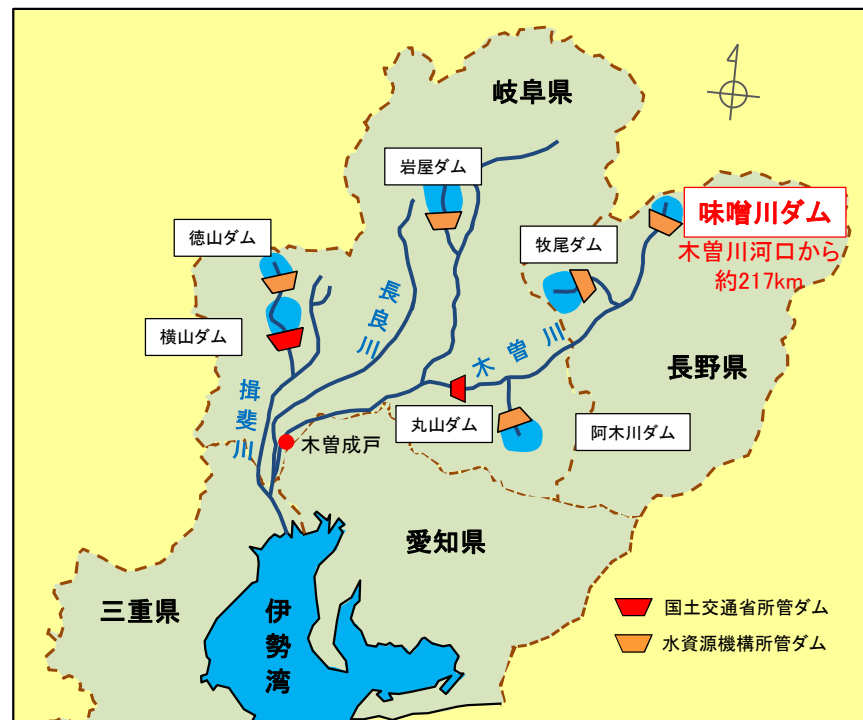 岐阜県
岩屋ダム
味噌川ダム
木曽川河口から
約217km
徳山ダム
牧尾ダム
横山ダム
長良川
木曽川
長野県
揖斐川
丸山ダム
阿木川ダム
木曽成戸
愛知県
三重県
伊勢湾
国土交通省所管ダム
水資源機構所管ダム